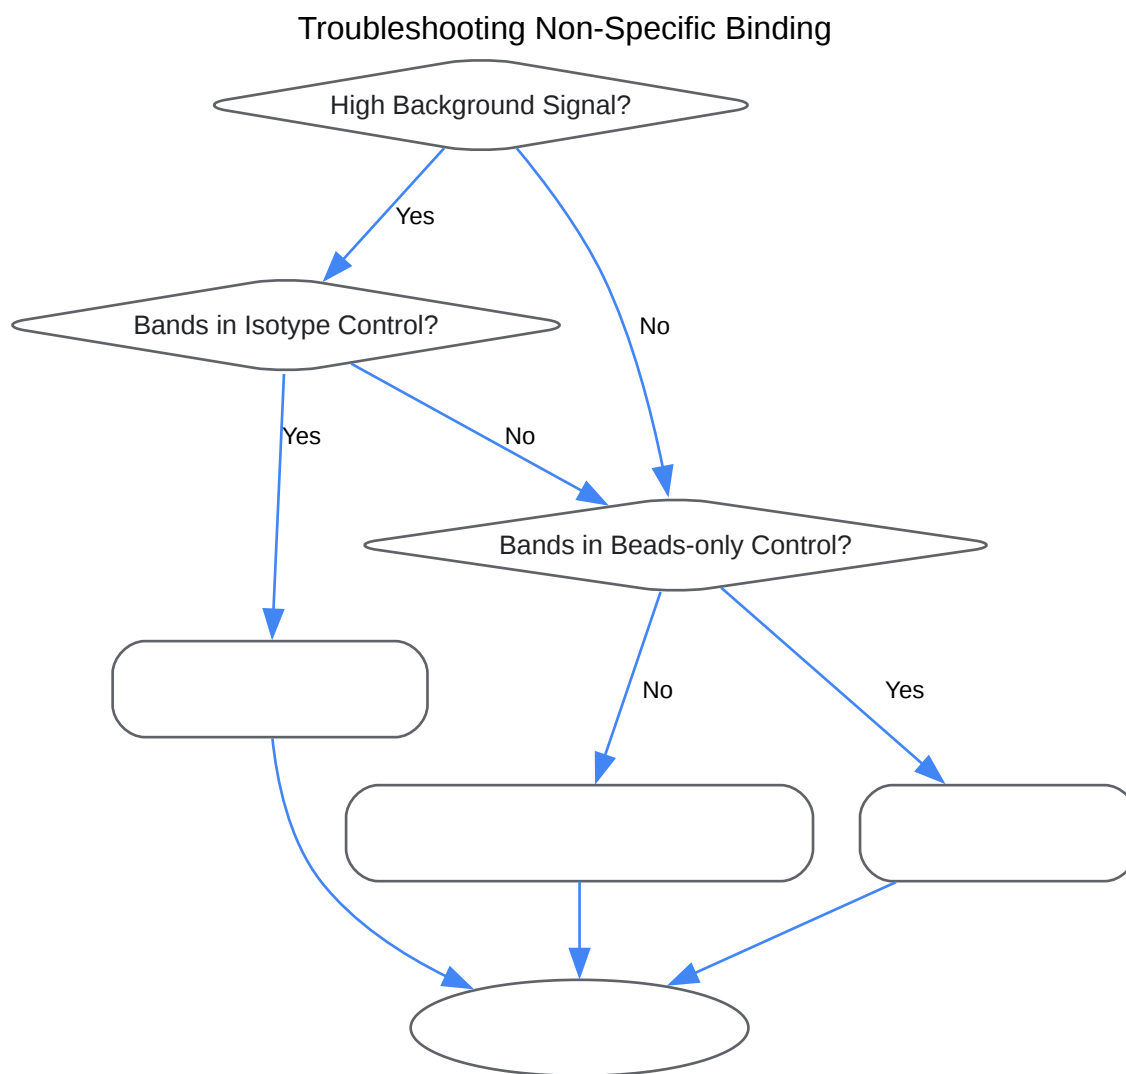 Troubleshooting Non-Specific Binding
High Background Signal?
Yes
Bands in Isotype Control?
No
Yes
No
Bands in Beads-only Control?
No
Yes